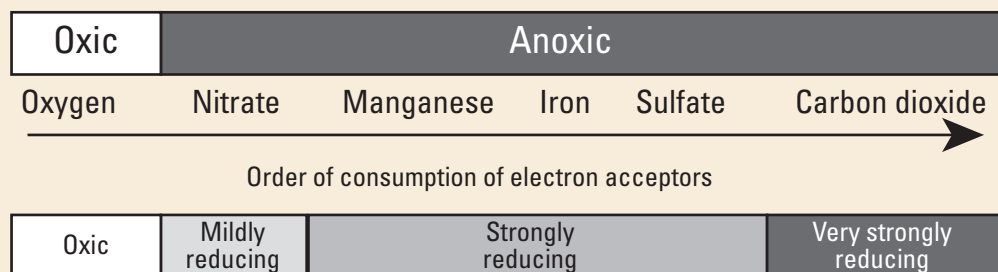 Oxic Anoxic
Oxygen Nitrate Manganese Iron Sulfate Carbon dioxide
Order of consumption of electron acceptors
Oxic
Mildly
reducing
Strongly
reducing
Very strongly
reducing